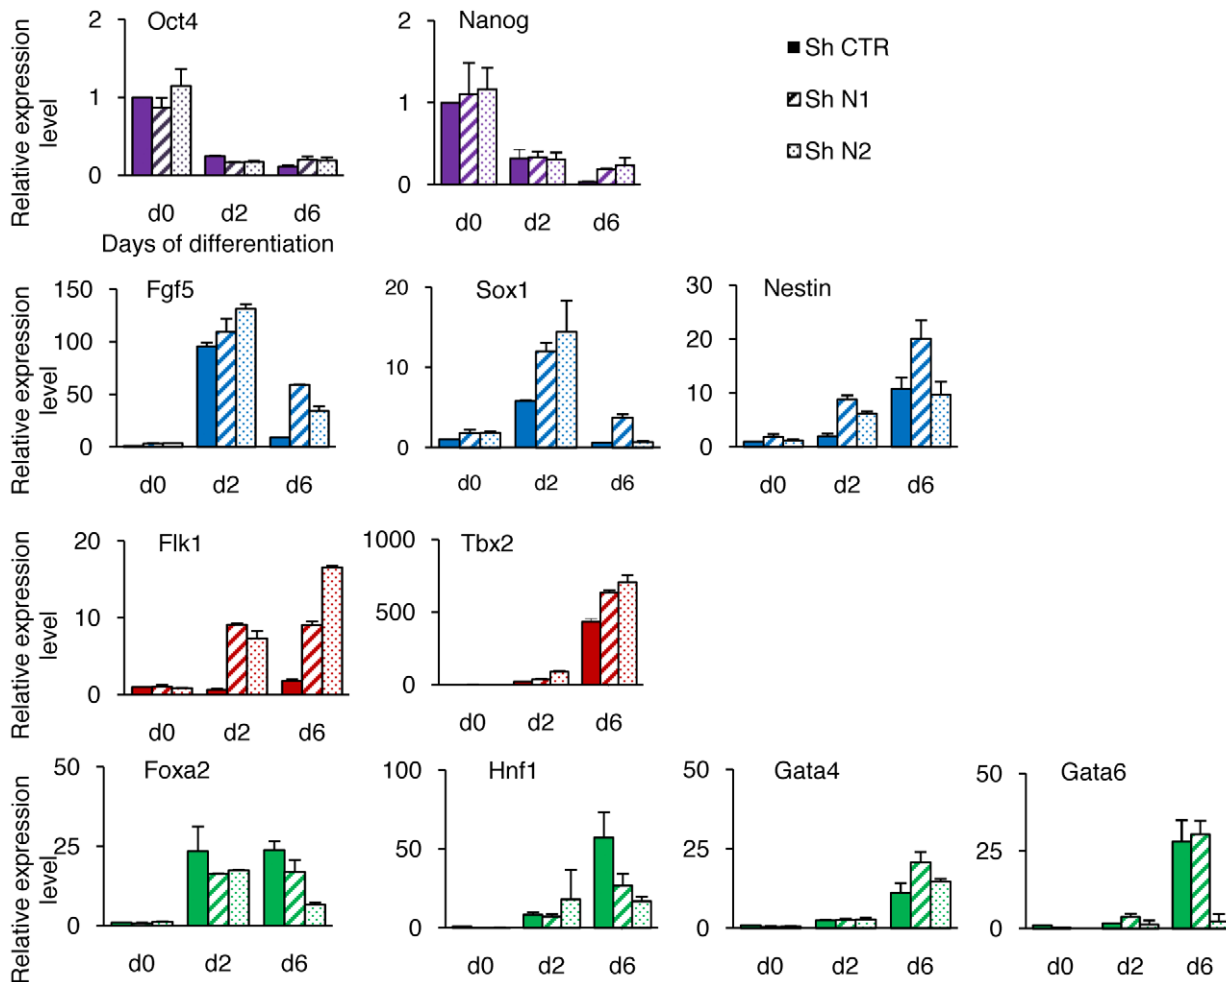 Oct4
Nanog
Sh CTR
Sh N1
Sh N2
Relative expression
level
2
1
0
d0 d2 d6
2
1
0
d0 d2 d6
Days of differentiation
Fgf5
Sox1
Nestin
Relative expression
level
150
100
50
0
d0 d2 d6
20
10
0
d0 d2 d6
30
20
10
0
d0 d2 d6
Flk1
Tbx2
Relative expression
level
20
10
0
d0 d2 d6
1000
500
0
d0 d2 d6
Foxa2
Hnf1
Gata4
Gata6
Relative expression
level
50
25
0
d0 d2 d6
100
50
0
d0 d2 d6
50
25
0
d0 d2 d6
50
25
0
d0 d2 d6